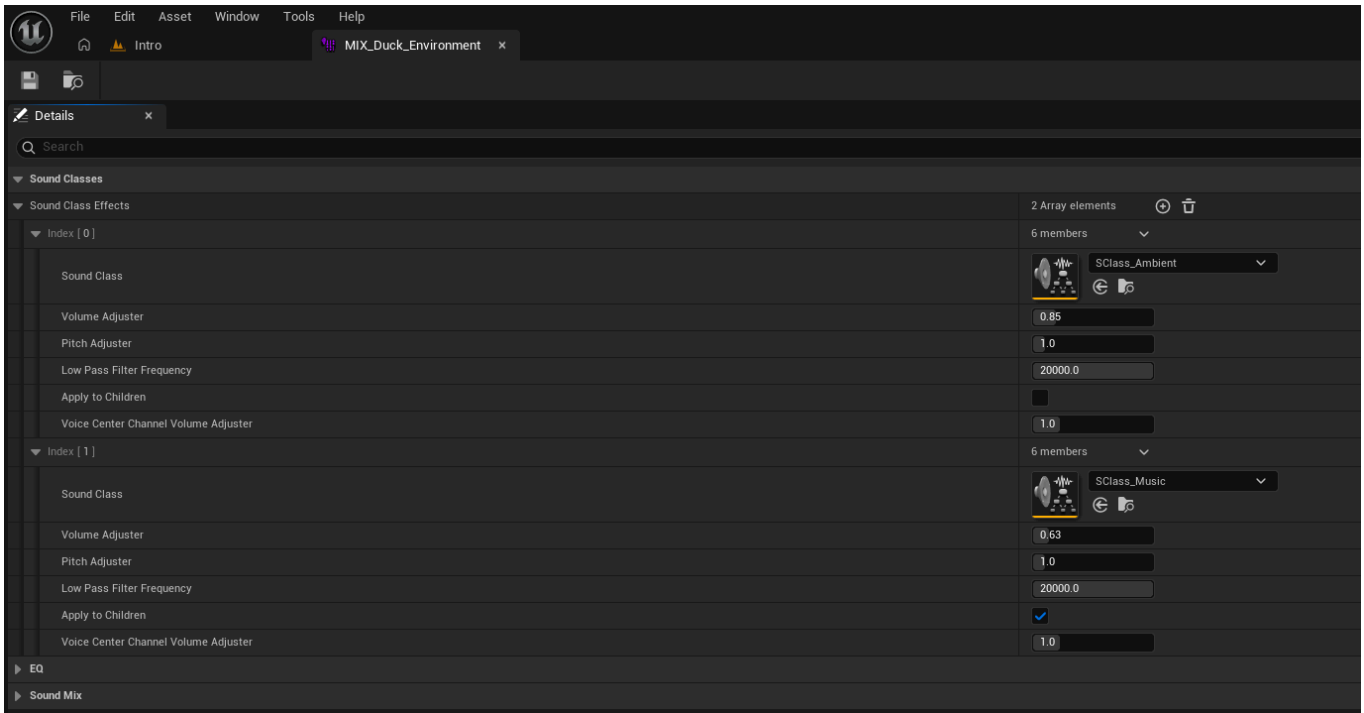 File Edit Asset Window Tools Help
Intro MIX_Duck_Environment
Details
Search
Sound Classes
Sound Class Effects 2 Array elements
Index [ 0 ] 6 members
Sound Class SClass_Ambient
Volume Adjuster 0.85
Pitch Adjuster 1.0
Low Pass Filter Frequency 20000.0
Apply to Children
Voice Center Channel Volume Adjuster 1.0
Index [ 1 ] 6 members
Sound Class SClass_Music
Volume Adjuster 0.63
Pitch Adjuster 1.0
Low Pass Filter Frequency 20000.0
Apply to Children
Voice Center Channel Volume Adjuster 1.0
EQ
Sound Mix